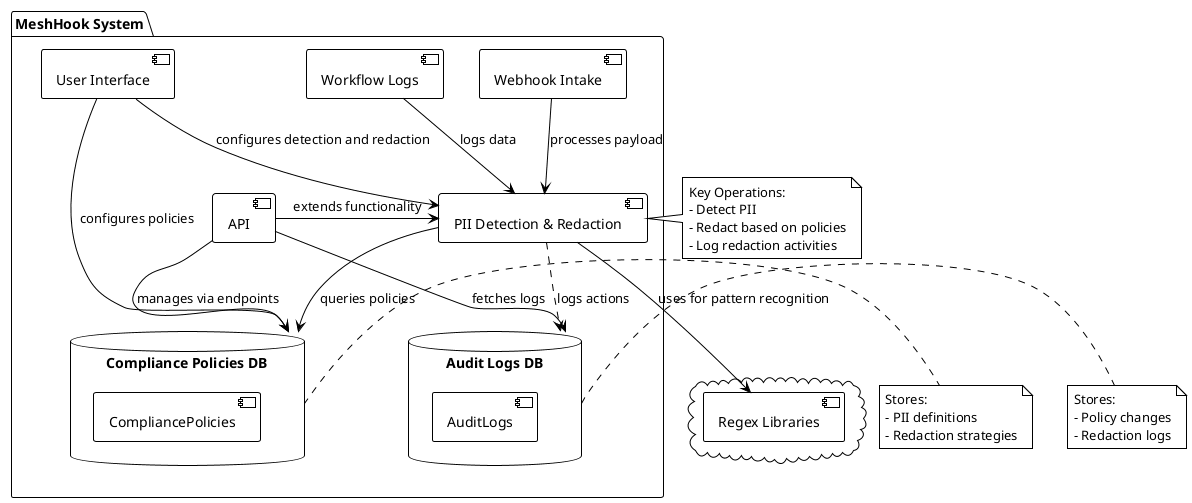 MeshHook System
User Interface
Workflow Logs
Webhook Intake
configures detection and redaction
logs data
processes payload
Key Operations:
- Detect PII
- Redact based on policies
- Log redaction activities
configures policies
API
extends functionality
PII Detection & Redaction
manages via endpoints
queries policies
fetches logs
logs actions
uses for pattern recognition
Compliance Policies DB
CompliancePolicies
Audit Logs DB
AuditLogs
Regex Libraries
Stores:
- PII definitions
- Redaction strategies
Stores:
- Policy changes
- Redaction logs